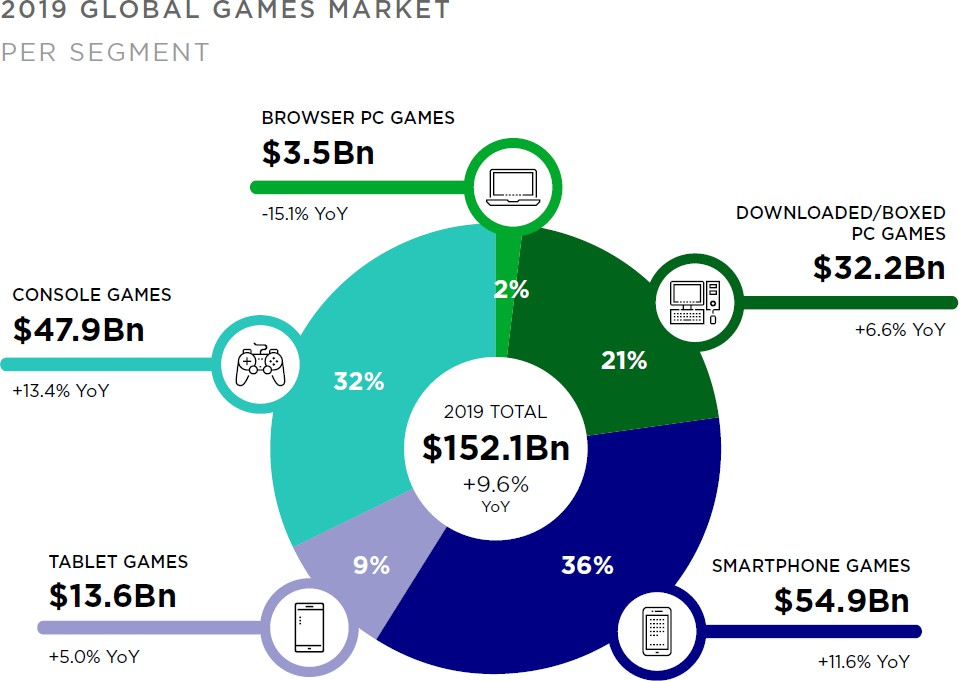 2019 GLOBAL GAMES MARKET
PER SEGMENT
BROWSER PC GAMES
$3.5Bn
-15.1% YoY
DOWNLOADED/BOXED
PC GAMES
$32.2Bn
+6.6% YoY
CONSOLE GAMES
$47.9Bn
+13.4% YoY
2%
21%
32%
2019 TOTAL
$152.1Bn
+9.6%
YoY
9%
36%
TABLET GAMES
$13.6Bn
+5.0% YoY
SMARTPHONE GAMES
$54.9Bn
+11.6% YoY